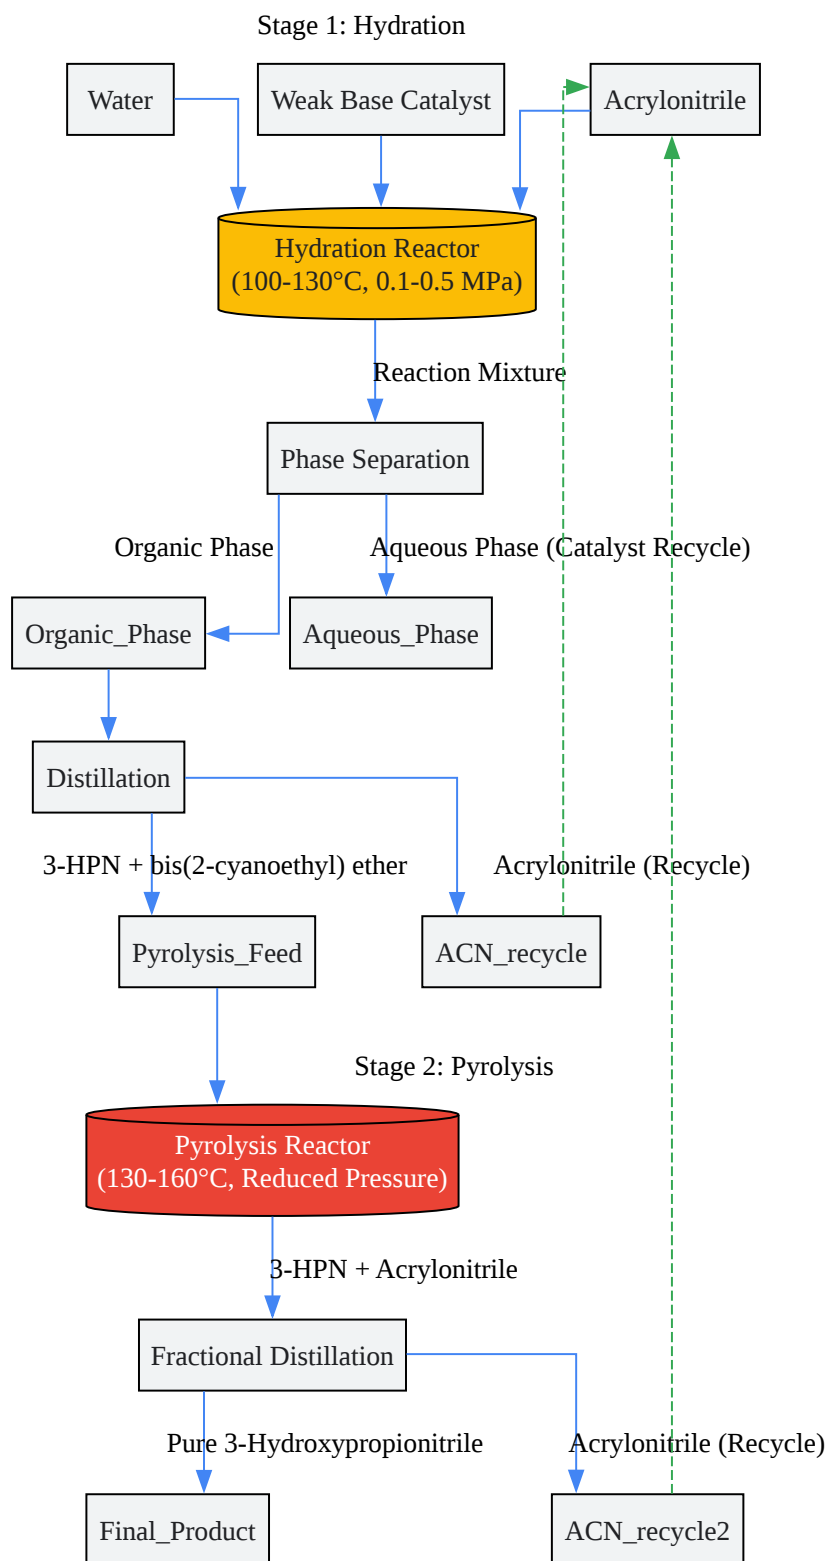 Stage 1: Hydration
Water
Weak Base Catalyst
Acrylonitrile
Hydration Reactor
(100-130°C, 0.1-0.5 MPa)
Reaction Mixture
Phase Separation
Organic Phase
Aqueous Phase (Catalyst Recycle)
Organic_Phase
Aqueous_Phase
Distillation
3-HPN + bis(2-cyanoethyl) ether
Acrylonitrile (Recycle)
Pyrolysis_Feed
ACN_recycle
Stage 2: Pyrolysis
Pyrolysis Reactor
(130-160°C, Reduced Pressure)
3-HPN + Acrylonitrile
Fractional Distillation
Pure 3-Hydroxypropionitrile
Acrylonitrile (Recycle)
Final_Product
ACN_recycle2